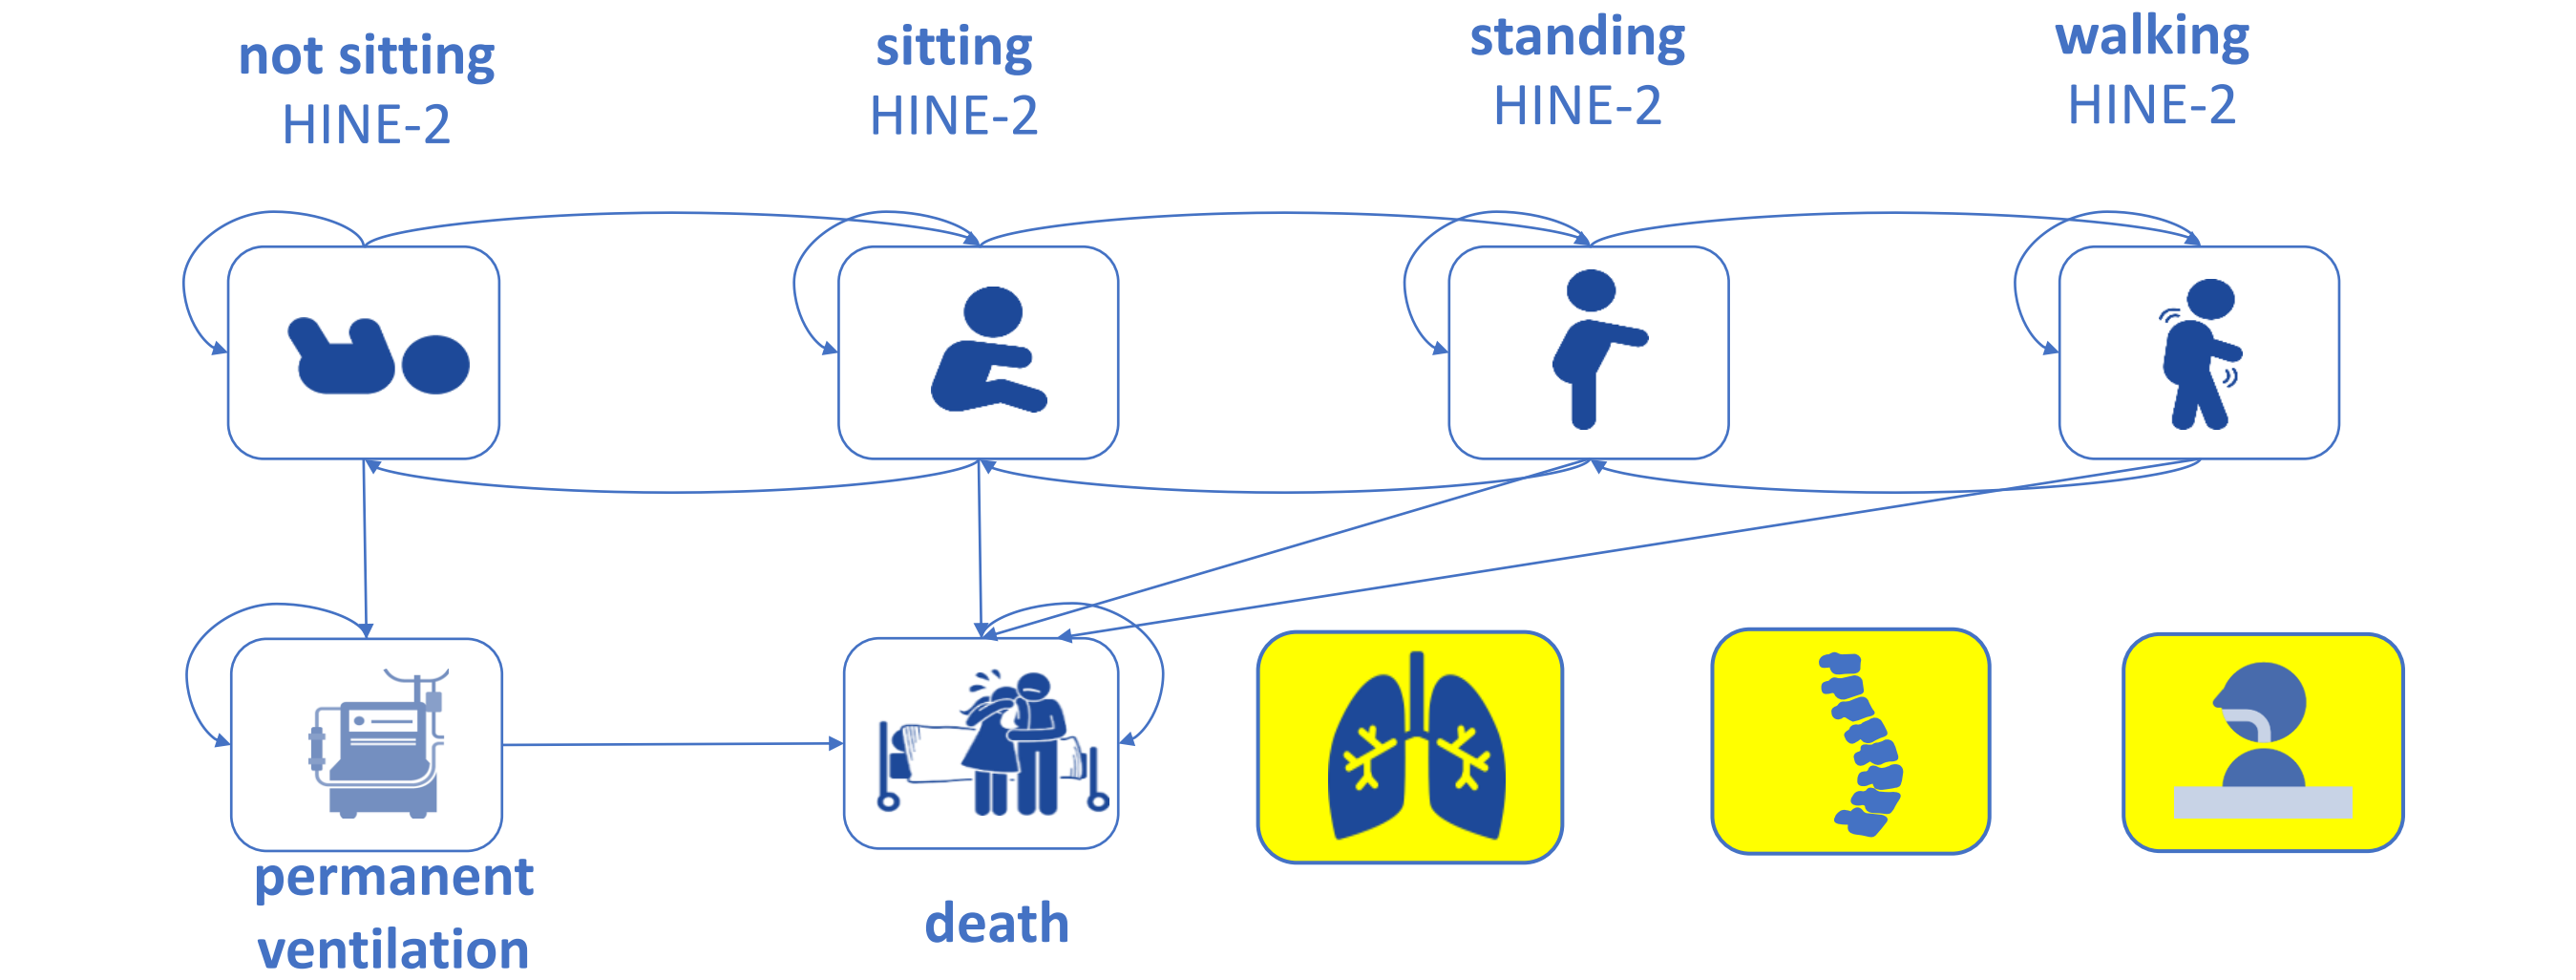 not sitting
HINE-2
sitting
HINE-2
standing
HINE-2
walking
HINE-2
permanent
ventilation
death